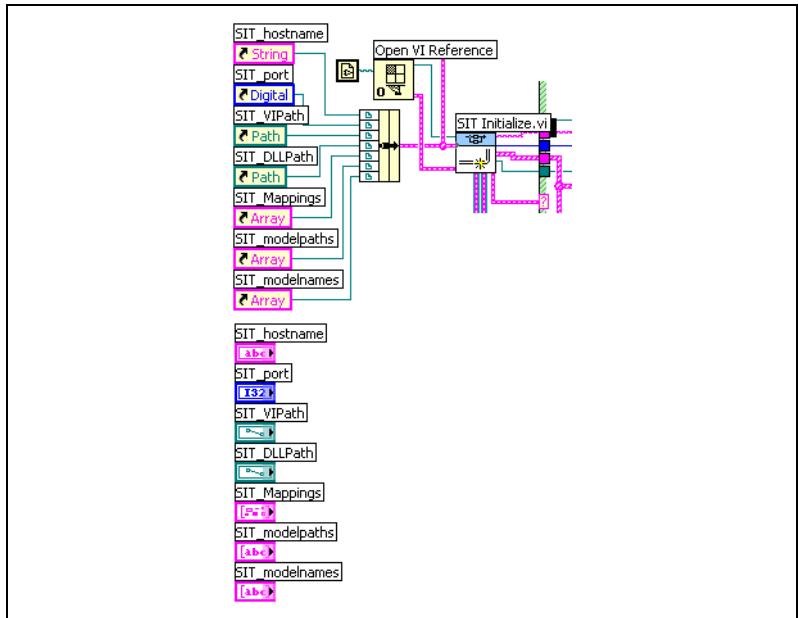 SIT_hostname
String
Open VI Reference
SIT_port
Digital
SIT_VIPath
Path
SIT Initialize.vi
SIT_DLLPath
Path
SIT_Mappings
Array
SIT_modelpaths
Array
?
SIT_modelnames
Array
SIT_hostname
abc
SIT_port
I32
SIT_VIPath
SIT_DLLPath
SIT_Mappings
SIT_modelpaths
[abc]
SIT_modelnames
[abc]